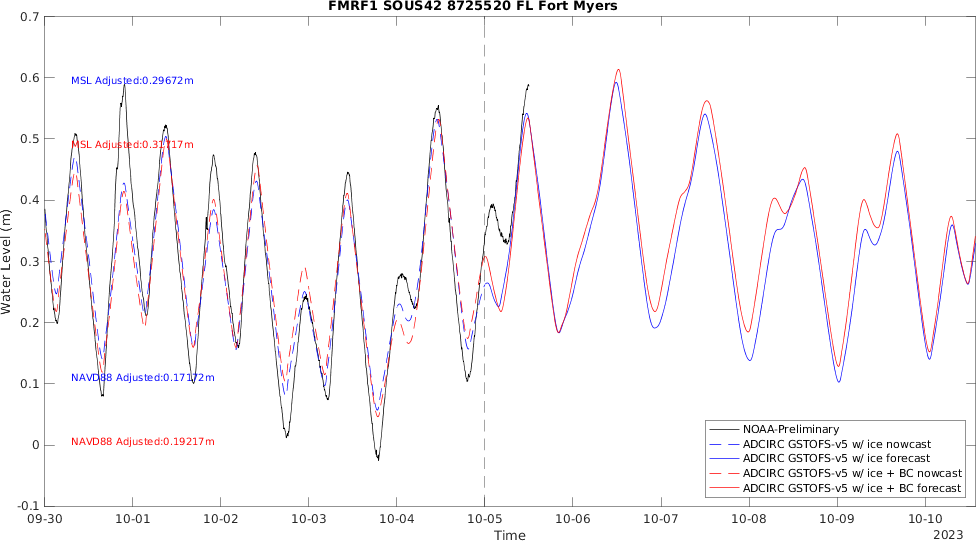 FMRF1 SOUS42 8725520 FL Fort Myers
0.7
0.6
0.5
0.4
0.3
0.2
0.1
0
-0.1
Water Level (m)
MSL Adjusted:0.29672m
MSL Adjusted:0.31717m
NAVD88 Adjusted:0.17172m
NAVD88 Adjusted:0.19217m
NOAA-Preliminary
ADCIRC GSTOFS-v5 w/ ice nowcast
ADCIRC GSTOFS-v5 w/ ice forecast
ADCIRC GSTOFS-v5 w/ ice + BC nowcast
ADCIRC GSTOFS-v5 w/ ice + BC forecast
09-30 10-01 10-02 10-03 10-04 10-05 10-06 10-07 10-08 10-09 10-10
Time
2023